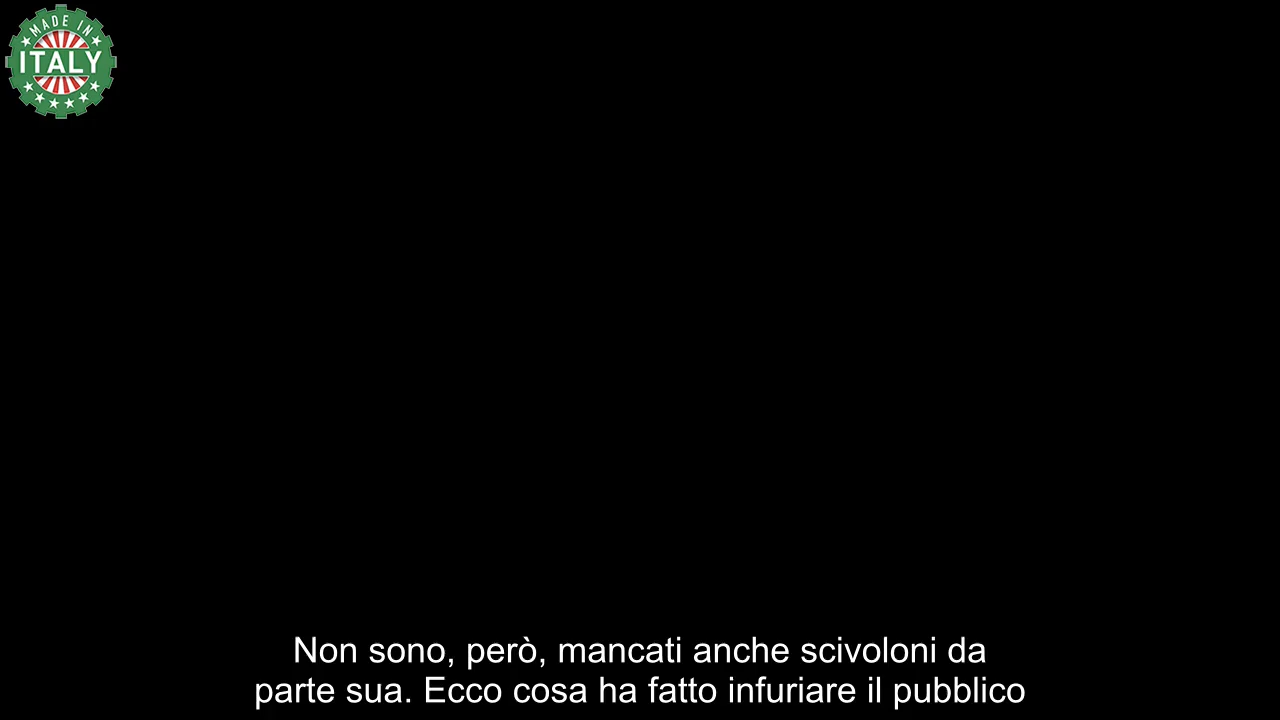 MADE IN
ITALY
Non sono, però, mancati anche scivoloni da
parte sua. Ecco cosa ha fatto infuriare il pubblico